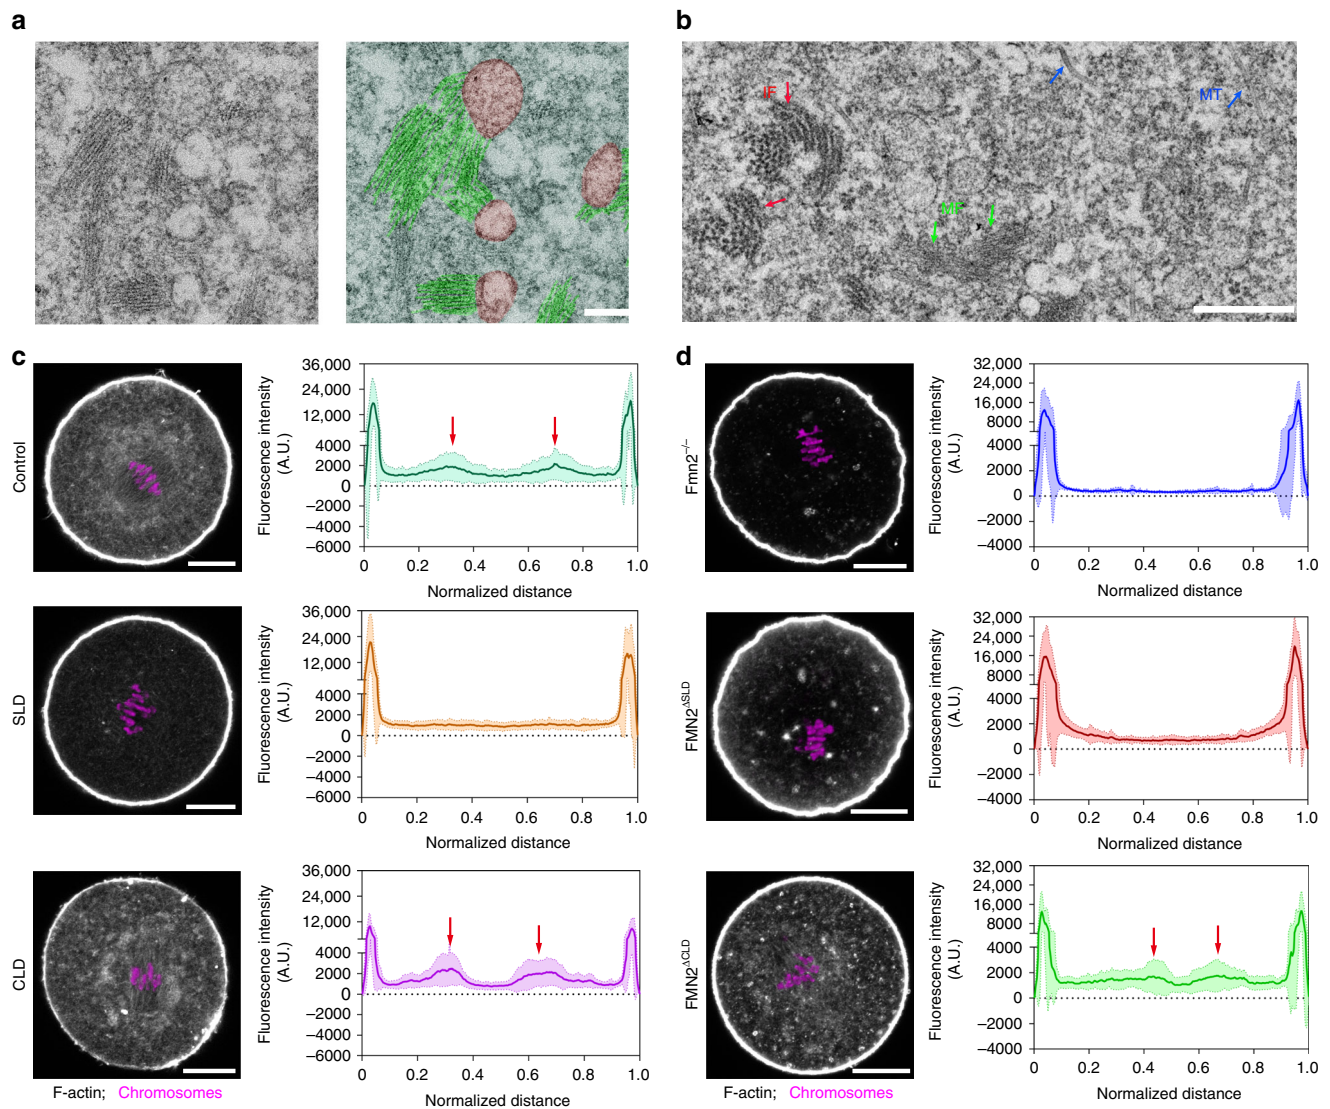 a
b
IF
MT
MF
c
Control
Fluorescence intensity
(A.U.)
36,000
24,000
12,000
4000
2000
0
−2000
−4000
−6000
0
0.2
0.4
0.6
0.8
1.0
Normalized distance
SLD
Fluorescence intensity
(A.U.)
36,000
24,000
12,000
4000
2000
0
−2000
−4000
−6000
0
0.2
0.4
0.6
0.8
1.0
Normalized distance
CLD
Fluorescence intensity
(A.U.)
36,000
24,000
12,000
4000
2000
0
−2000
−4000
−6000
0
0.2
0.4
0.6
0.8
1.0
Normalized distance
F-actin; Chromosomes
d
Fmn2−/−
Fluorescence intensity
(A.U.)
32,000
24,000
16,000
8000
4000
2000
0
−2000
−4000
0
0.2
0.4
0.6
0.8
1.0
Normalized distance
FMN2ΔSLD
Fluorescence intensity
(A.U.)
32,000
24,000
16,000
8000
4000
2000
0
−2000
−4000
0
0.2
0.4
0.6
0.8
1.0
Normalized distance
FMN2ΔCLD
Fluorescence intensity
(A.U.)
32,000
24,000
16,000
8000
4000
2000
0
−2000
−4000
0
0.2
0.4
0.6
0.8
1.0
Normalized distance
F-actin; Chromosomes